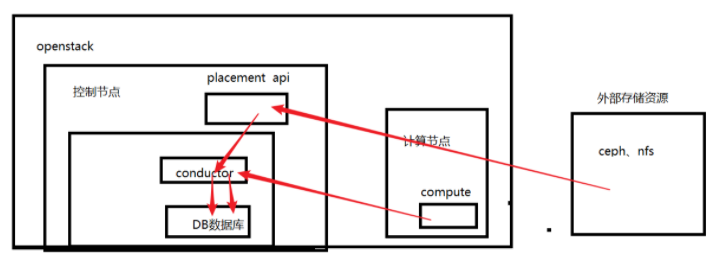 openstack
placement api
控制节点
外部存储资源
计算节点
ceph、nfs
conductor
compute
DB数据库